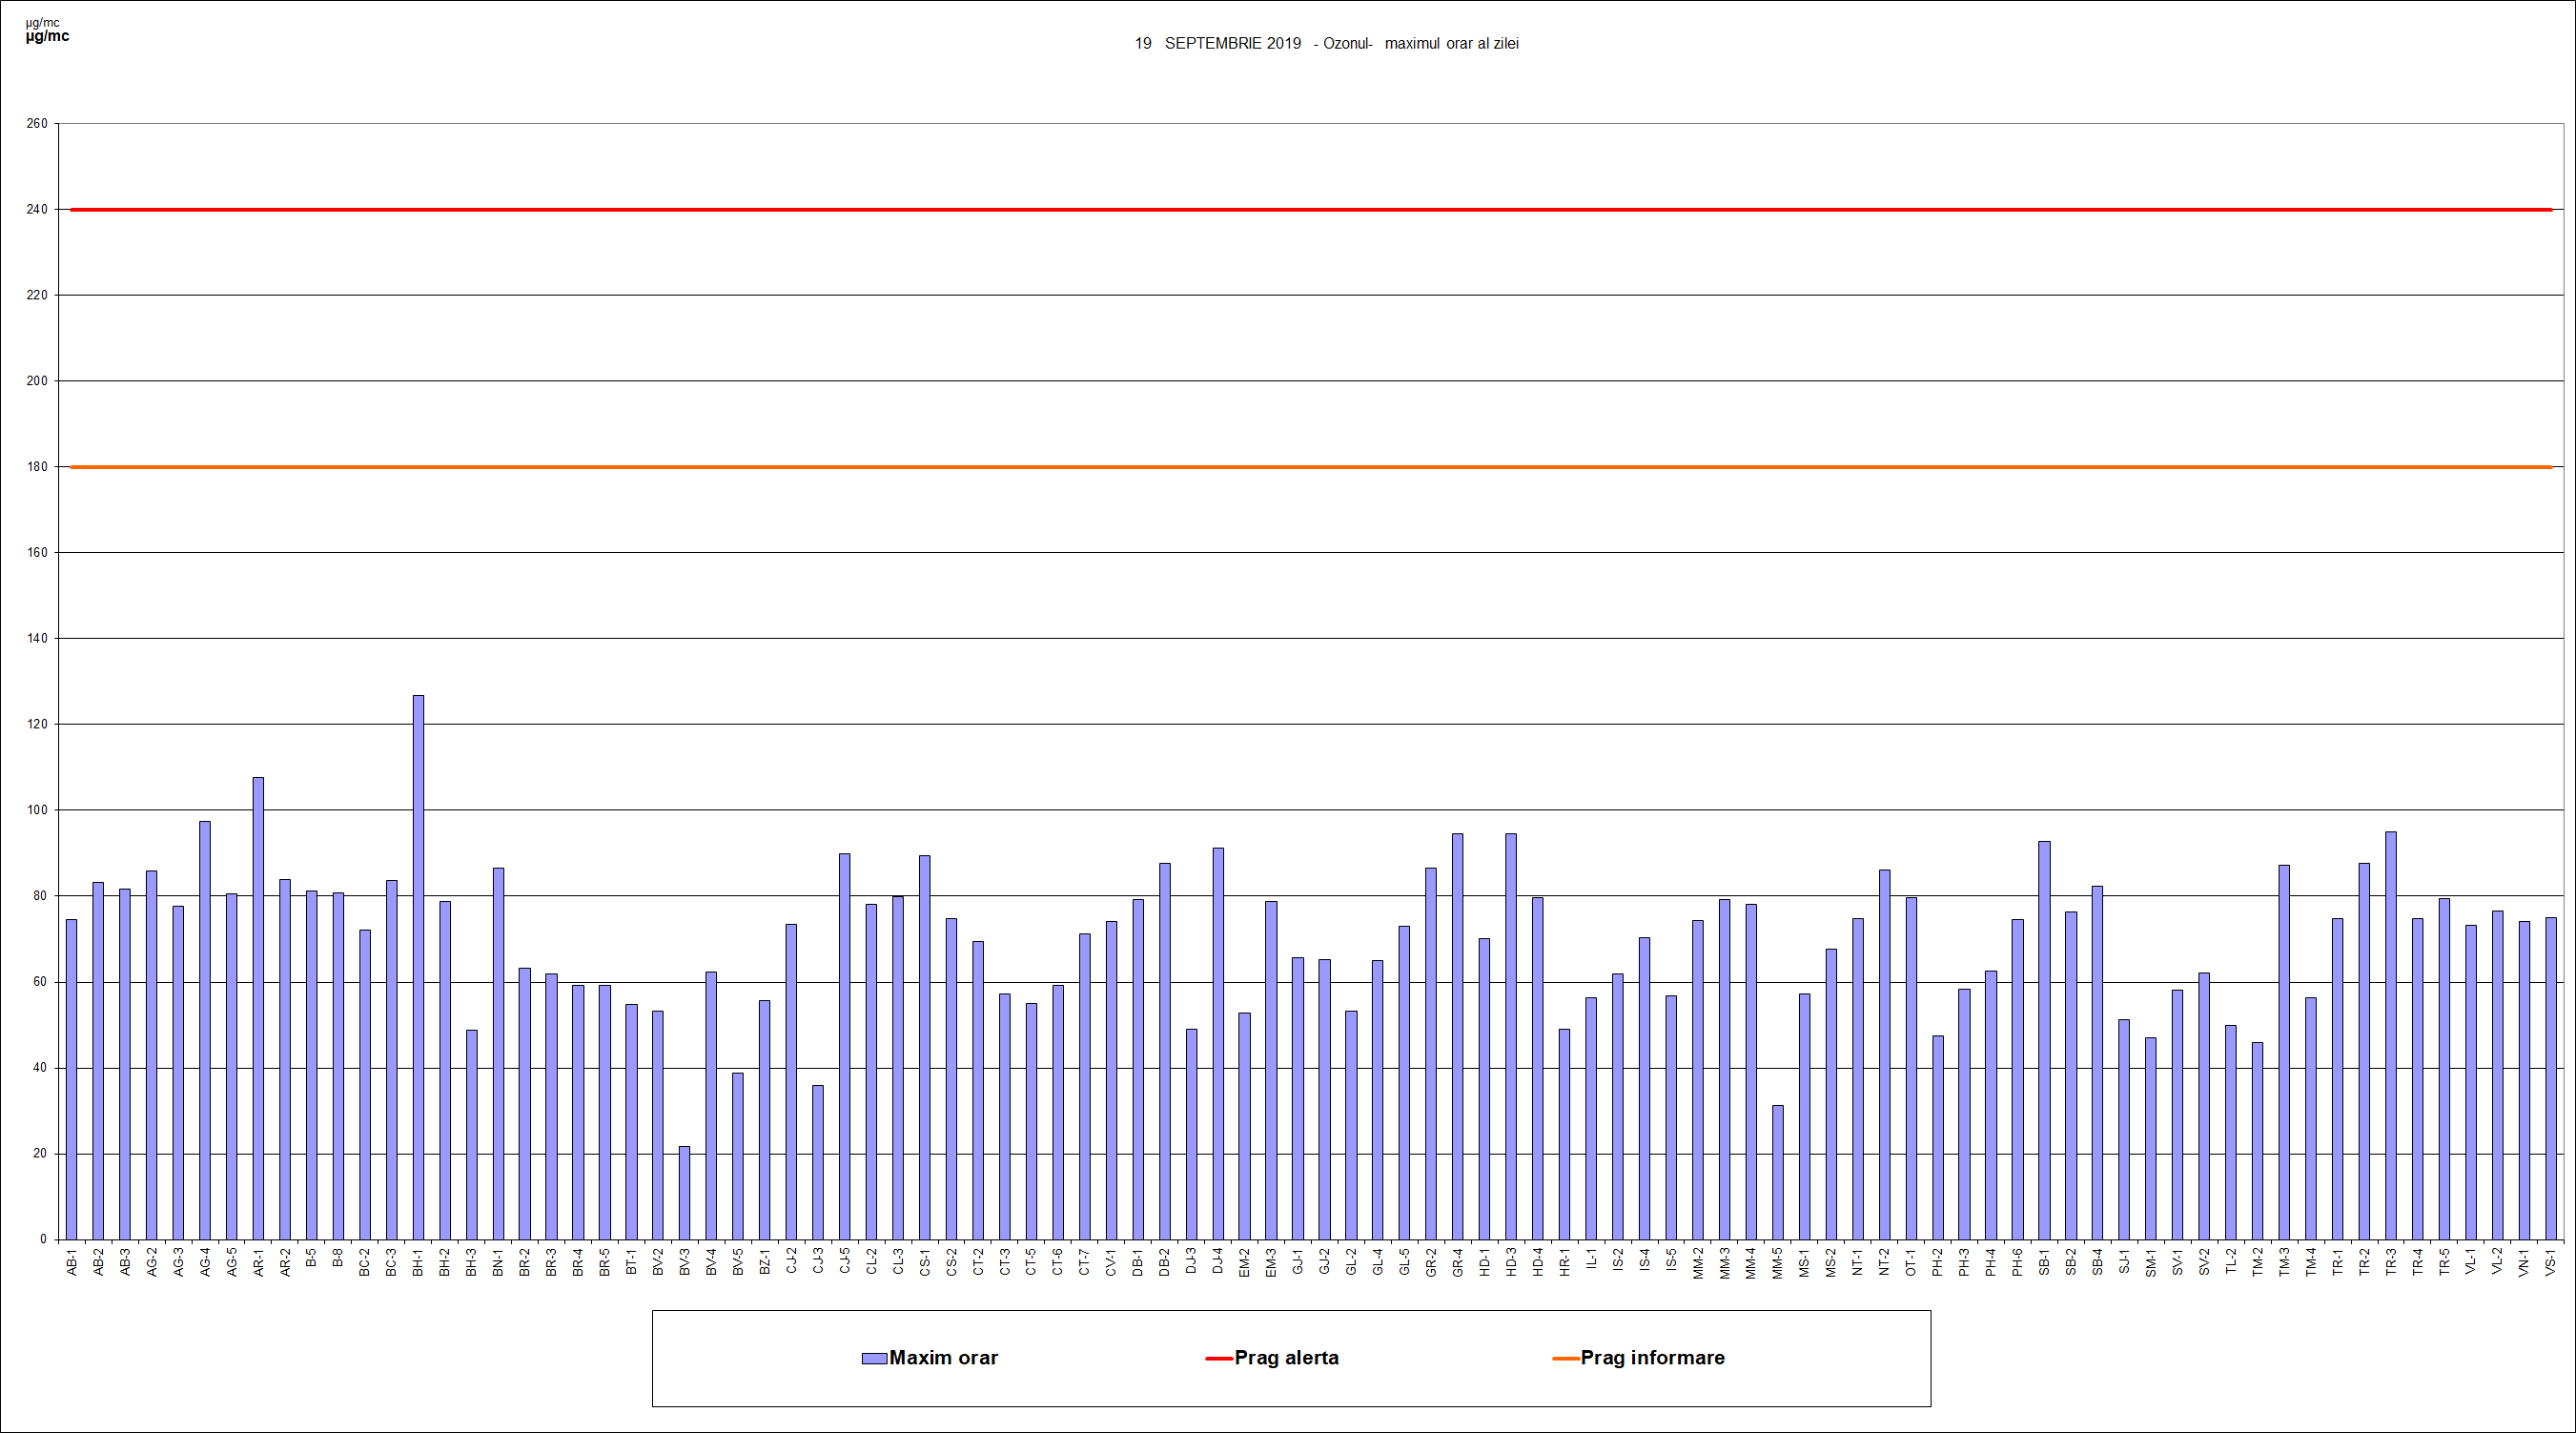 µg/mc
µg/mc
19 SEPTEMBRIE 2019 - Ozonul- maximul orar al zilei
260
240
220
200
180
160
140
120
100
80
60
40
20
0
AB-1
AB-2
AB-3
AG-2
AG-3
AG-4
AG-5
AR-1
AR-2
B-5
B-8
BC-2
BC-3
BH-1
BH-2
BH-3
BN-1
BR-2
BR-3
BR-4
BR-5
BT-1
BV-2
BV-3
BV-4
BV-5
BZ-1
CJ-2
CJ-3
CJ-5
CL-2
CL-3
CS-1
CS-2
CT-2
CT-3
CT-5
CT-6
CT-7
CV-1
DB-1
DB-2
DJ-3
DJ-4
EM-2
EM-3
GJ-1
GJ-2
GL-2
GL-4
GL-5
GR-2
GR-4
HD-1
HD-3
HD-4
HR-1
IL-1
IS-2
IS-4
IS-5
MM-2
MM-3
MM-4
MM-5
MS-1
MS-2
NT-1
NT-2
OT-1
PH-2
PH-3
PH-4
PH-6
SB-1
SB-2
SB-4
SJ-1
SM-1
SV-1
SV-2
TL-2
TM-2
TM-3
TM-4
TR-1
TR-2
TR-3
TR-4
TR-5
VL-1
VL-2
VN-1
VS-1
Maxim orar
Prag alerta
Prag informare